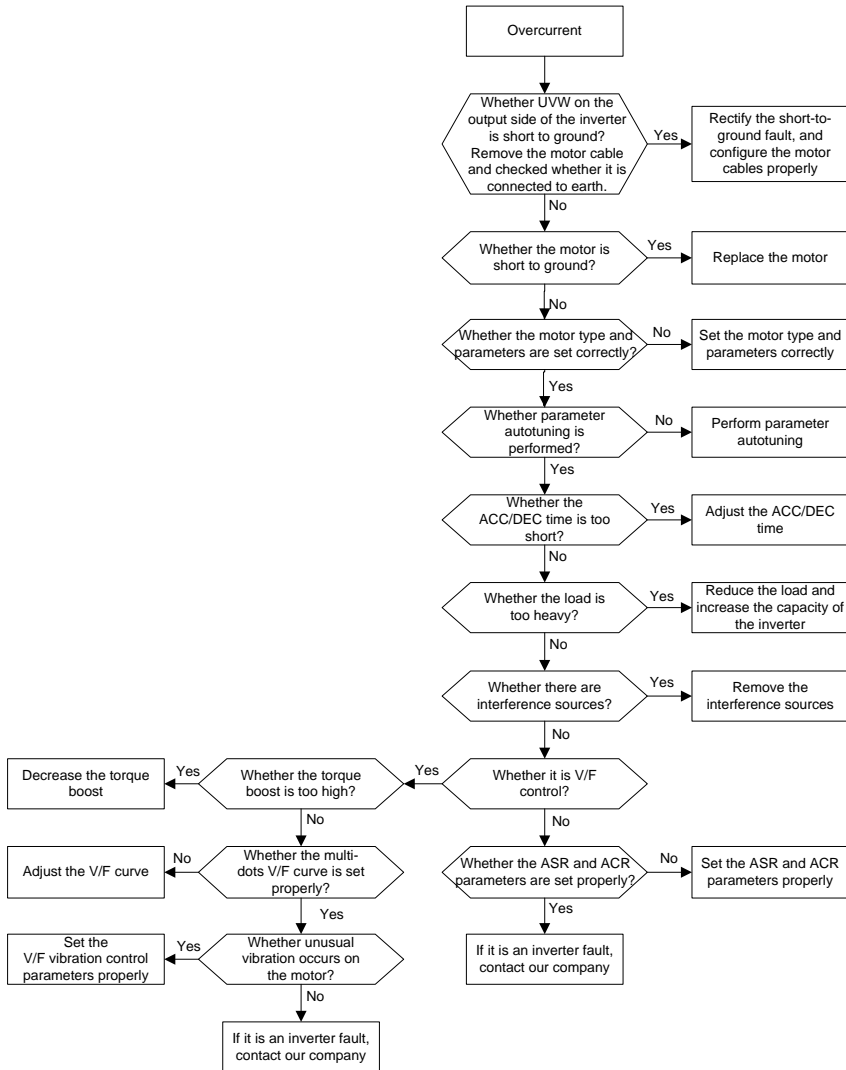 Overcurrent
Whether UVW on the
output side of the inverter
is short to ground?
Remove the motor cable
and checked whether it is
connected to earth.
Yes
Rectify the short-to-
ground fault, and
configure the motor
cables properly
No
Whether the motor is
short to ground?
Yes
Replace the motor
No
Whether the motor type and
parameters are set correctly?
No
Set the motor type and
parameters correctly
Yes
Whether parameter
autotuning is
performed?
No
Perform parameter
autotuning
Yes
Whether the
ACC/DEC time is too
short?
Yes
Adjust the ACC/DEC
time
No
Whether the load is
too heavy?
Yes
Reduce the load and
increase the capacity of
the inverter
No
Whether there are
interference sources?
Yes
Remove the
interference sources
No
Decrease the torque
boost
Yes
Whether the torque
boost is too high?
Yes
Whether it is V/F
control?
No
No
Adjust the V/F curve
No
Whether the multi-
dots V/F curve is set
properly?
Whether the ASR and ACR
parameters are set properly?
No
Set the ASR and ACR
parameters properly
Yes
Yes
Set the
V/F vibration control
parameters properly
Yes
Whether unusual
vibration occurs on
the motor?
If it is an inverter fault,
contact our company
No
If it is an inverter fault,
contact our company